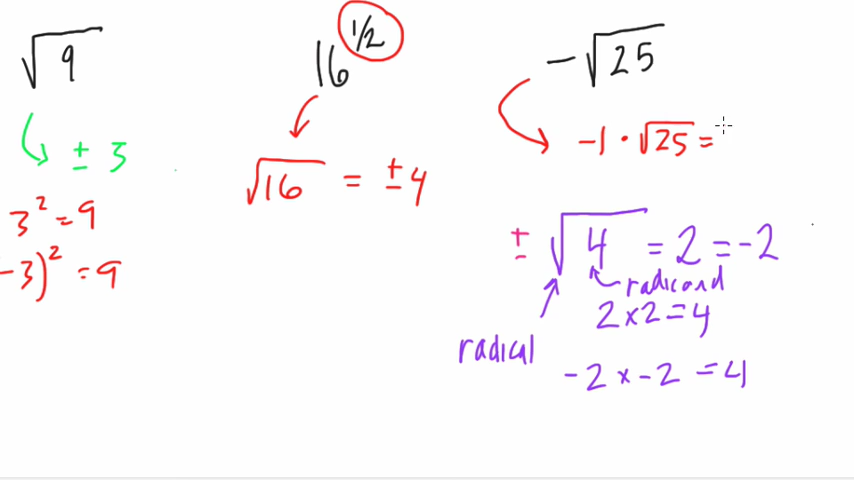 √9
± 3
3² = 9
-3)² = 9
16^1/2
√16 = ±4
-√25
-1 · √25 =
± √4 = 2 = -2
radicand
2 x 2 = 4
radical
-2 x -2 = 4